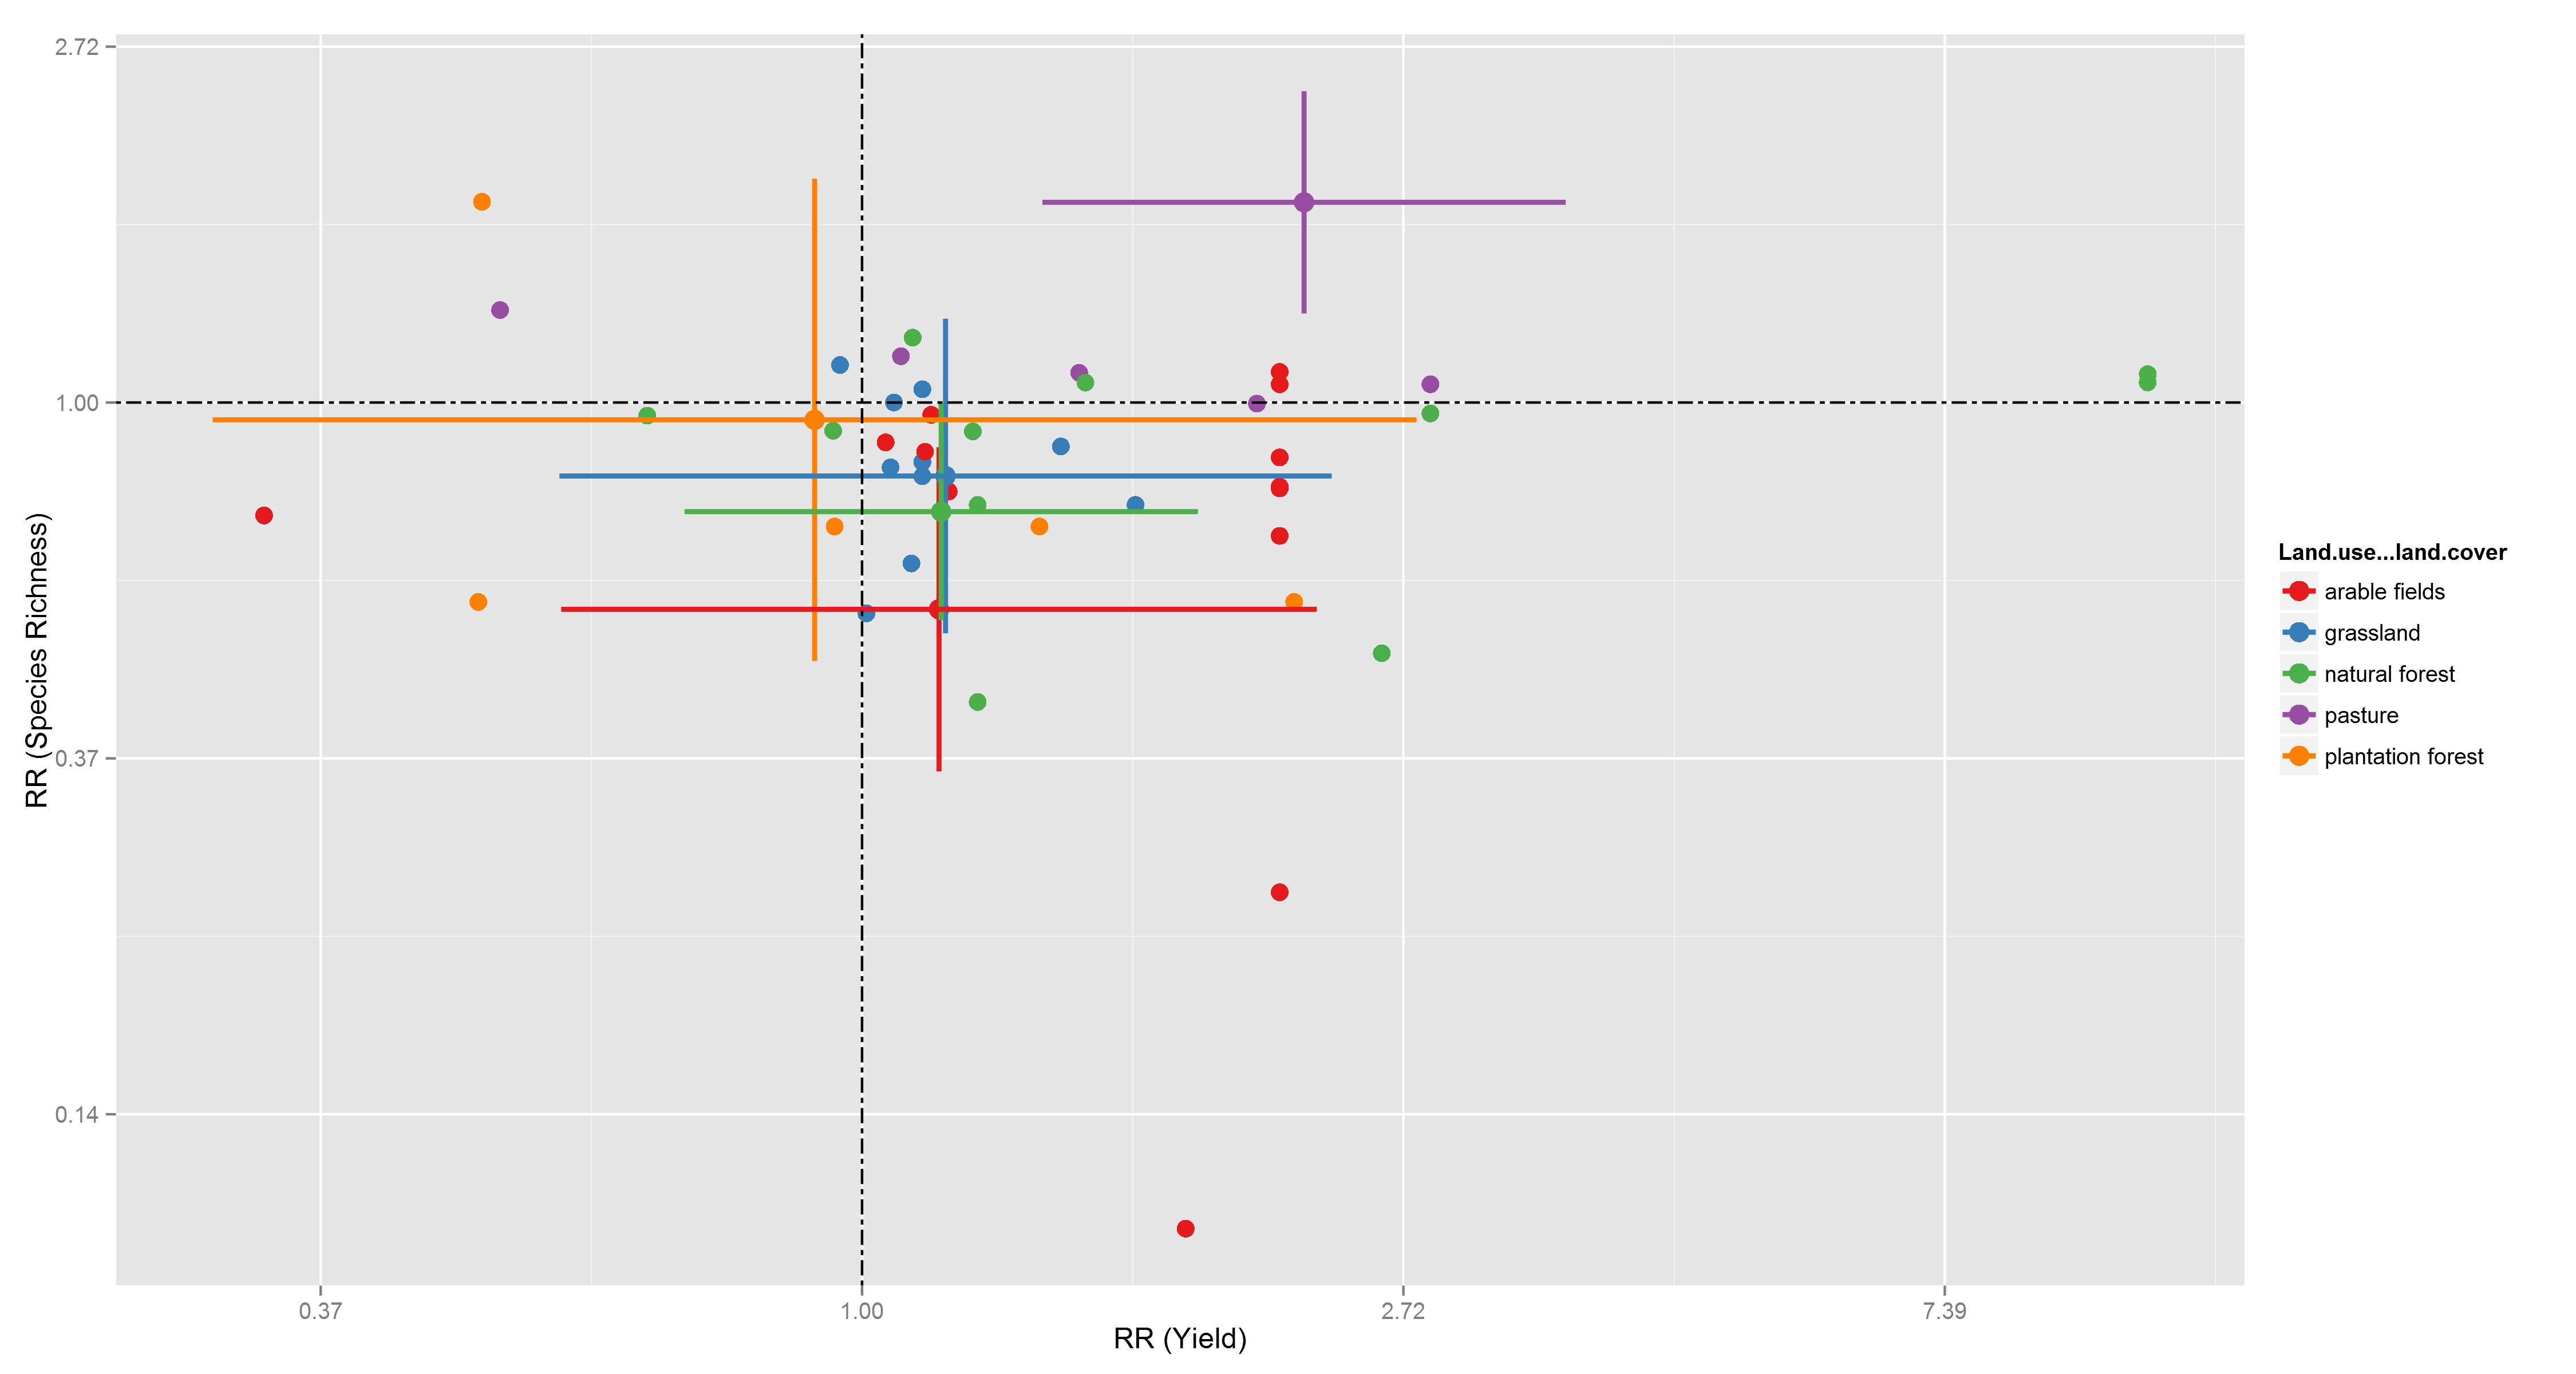 2.72
1.00
0.37
0.14
RR (Species Richness)
0.37
1.00
2.72
7.39
RR (Yield)
Land.use...land.cover
arable fields
grassland
natural forest
pasture
plantation forest